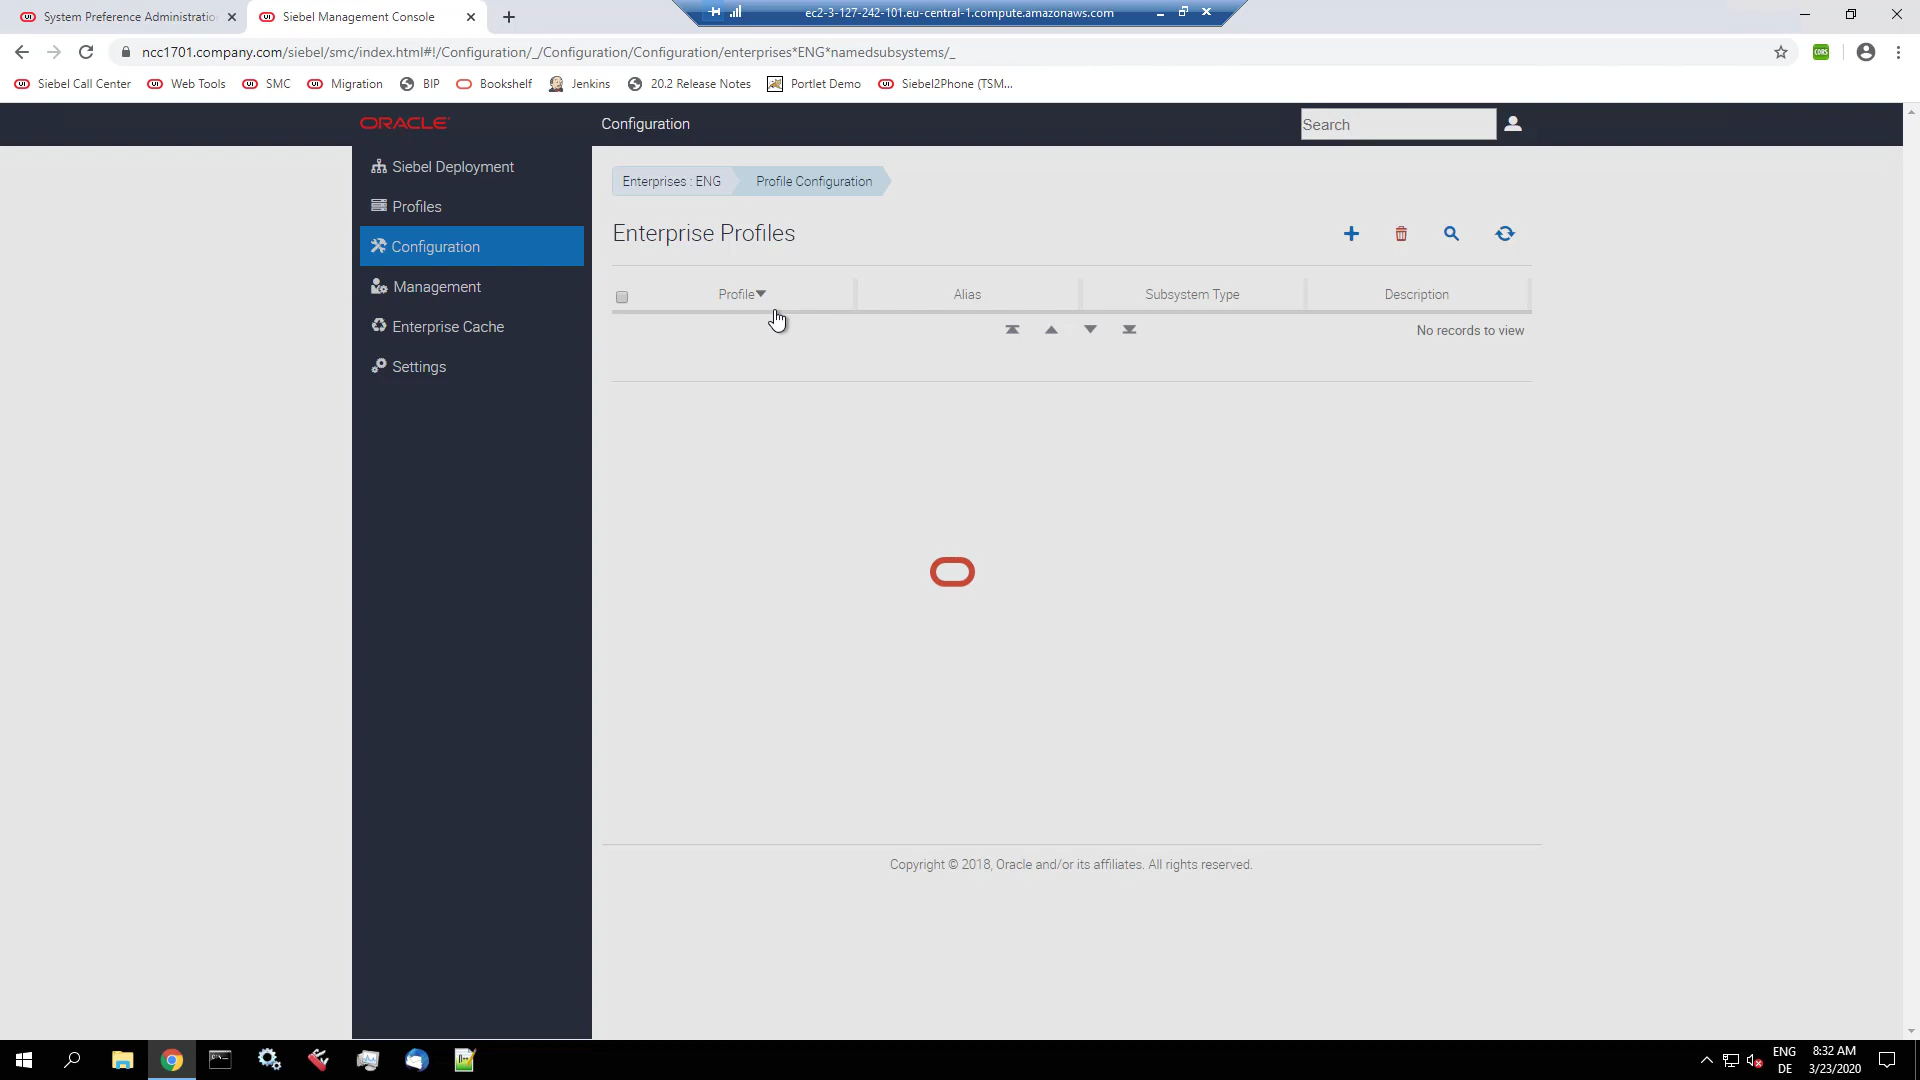 System Preference Administratio
Siebel Management Console
ec2-3-127-242-101.eu-central-1.compute.amazonaws.com
ncc1701.company.com/siebel/smc/index.html#!/Configuration/_/Configuration/Configuration/enterprises*ENG*namedsubsystems/_
CORS
Siebel Call Center
Web Tools
SMC
Migration
BIP
Bookshelf
Jenkins
20.2 Release Notes
Portlet Demo
Siebel2Phone (TSM...
ORACLE
Configuration
Search
Siebel Deployment
Profiles
Configuration
Management
Enterprise Cache
Settings
Enterprises : ENG
Profile Configuration
Enterprise Profiles
Profile
Alias
Subsystem Type
Description
No records to view
Copyright © 2018, Oracle and/or its affiliates. All rights reserved.
ENG
DE
8:32 AM
3/23/2020